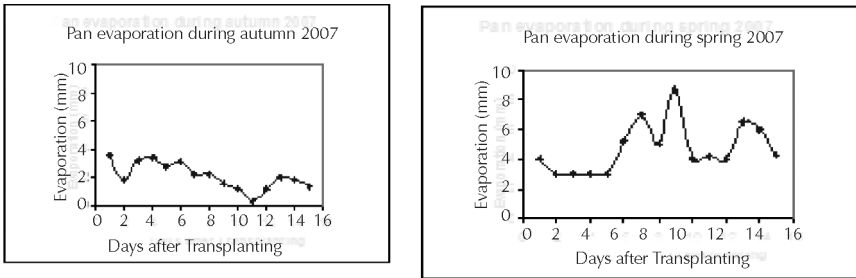 Pan evaporation during autumn 2007
Evaporation (mm)
10
8
6
4
2
0
0 2 4 6 8 10 12 14 16
Days after Transplanting
Pan evaporation during spring 2007
Evaporation (mm)
10
8
6
4
2
0
0 2 4 6 8 10 12 14 16
Days after Transplanting